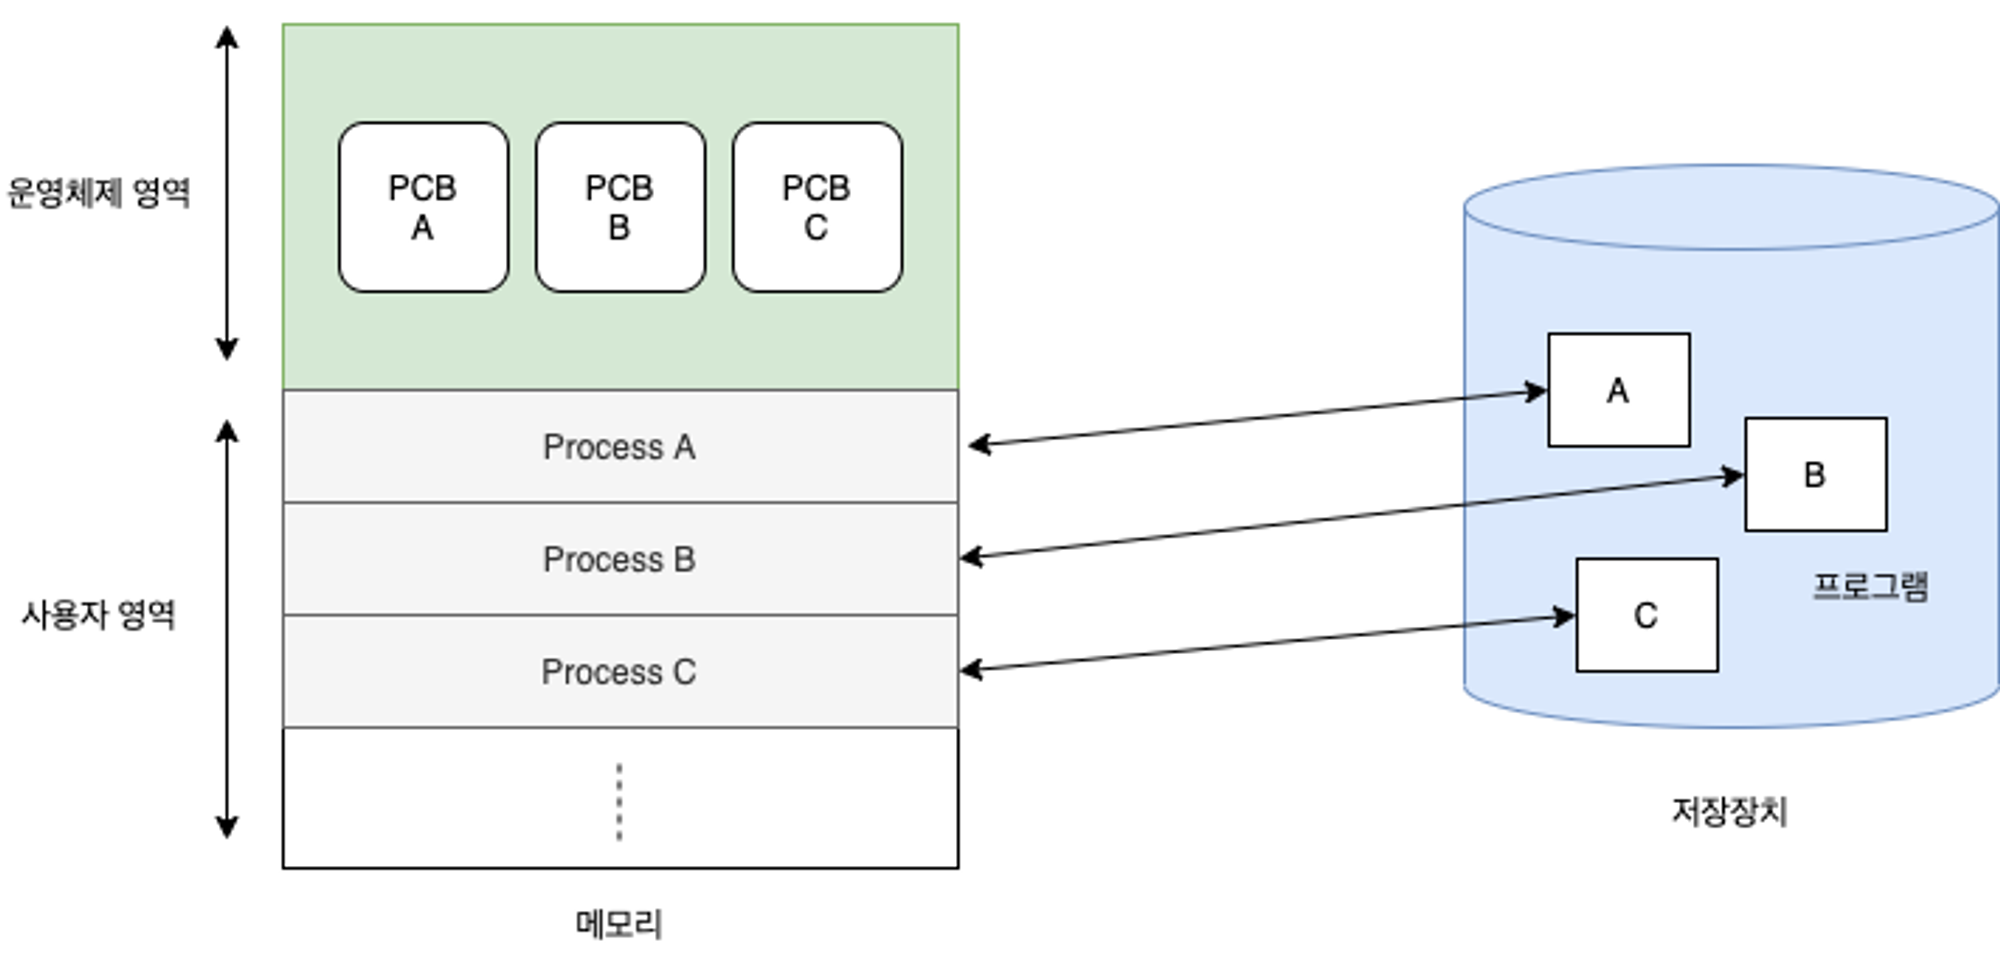 운영체제 영역
PCB
A
PCB
B
PCB
C
사용자 영역
Process A
Process B
Process C
메모리
A
B
C
프로그램
저장장치